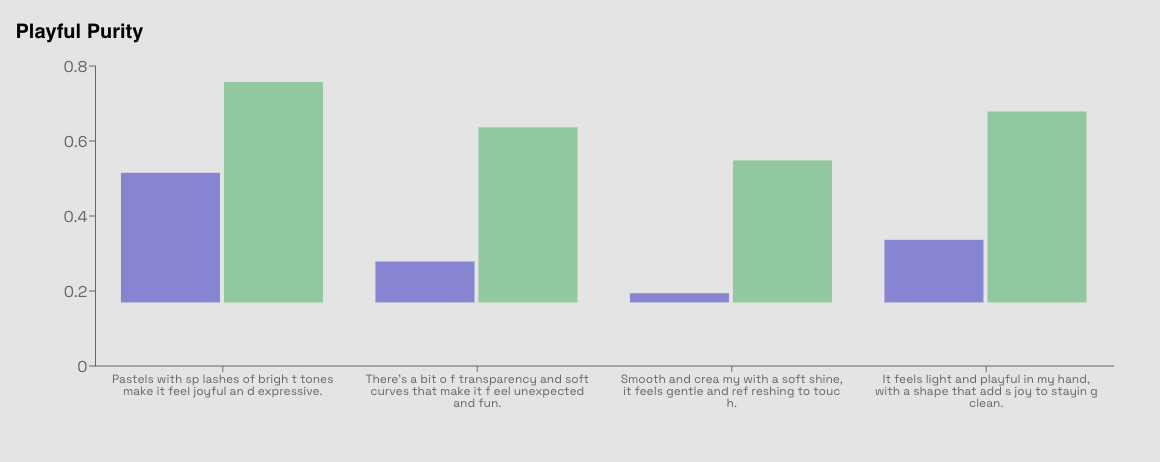 Playful Purity
0.8
0.6
0.4
0.2
0
Pastels with sp lashes of brigh t tones
make it feel joyful an d expressive.
There's a bit o f transparency and soft
curves that make it f eel unexpected
and fun.
Smooth and crea my with a soft shine,
it feels gentle and ref reshing to touc
h.
It feels light and playful in my hand,
with a shape that add s joy to stayin g
clean.